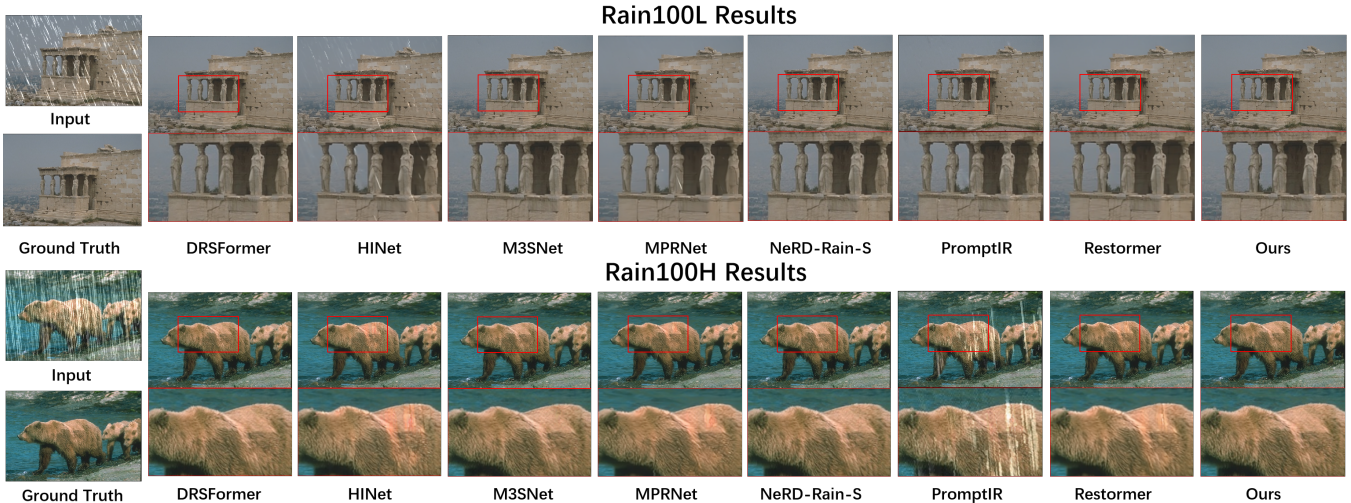 Rain100L Results
Input
Ground Truth
DRSFormer
HINet
M3SNet
MPRNet
NeRD-Rain-S
PromptIR
Restormer
Ours
Rain100H Results
Input
Ground Truth
DRSFormer
HINet
M3SNet
MPRNet
NeRD-Rain-S
PromptIR
Restormer
Ours